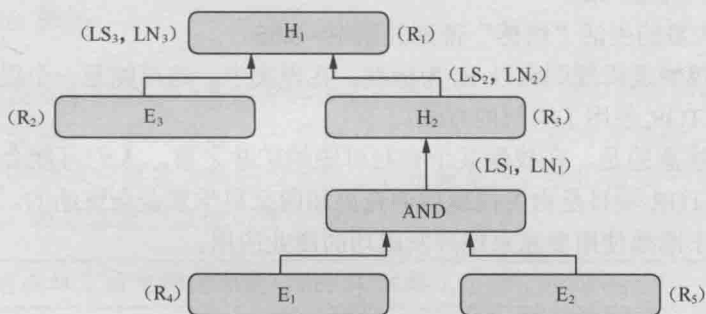 (LS₃, LN₃) H₁ (R₁)
(LS₂, LN₂)
(R₂) E₃ H₂ (R₃)
(LS₁, LN₁)
AND
(R₄) E₁ E₂ (R₅)